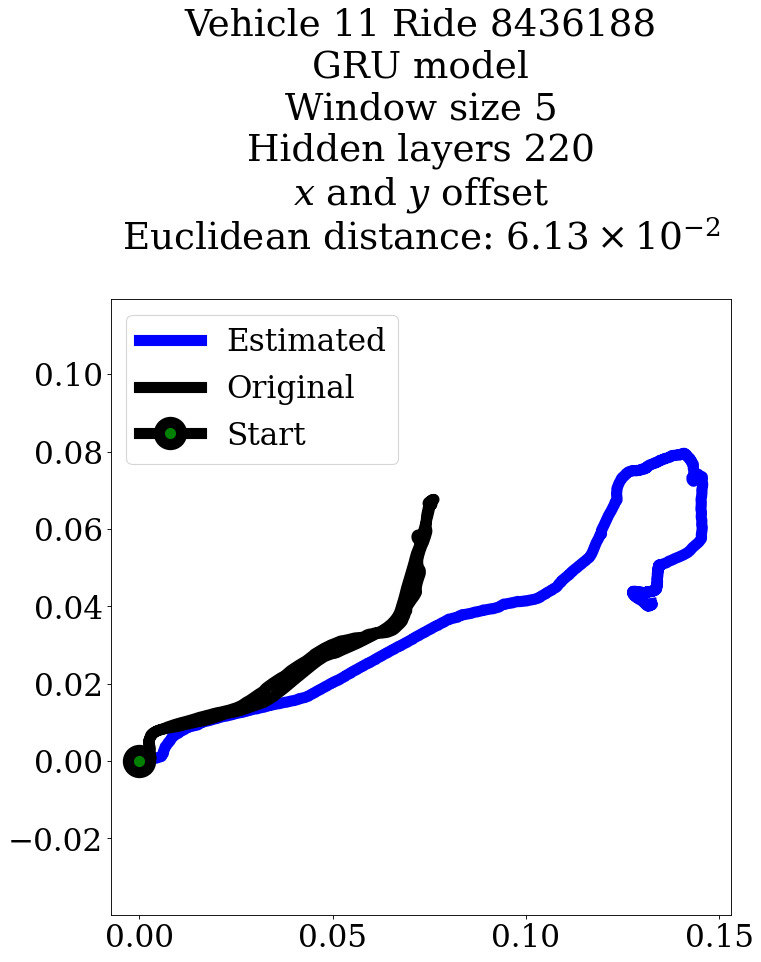 Vehicle 11 Ride 8436188
GRU model
Window size 5
Hidden layers 220
x and y offset
Euclidean distance: 6.13 × 10⁻²
Estimated
Original
Start
0.10
0.08
0.06
0.04
0.02
0.00
−0.02
0.00 0.05 0.10 0.15